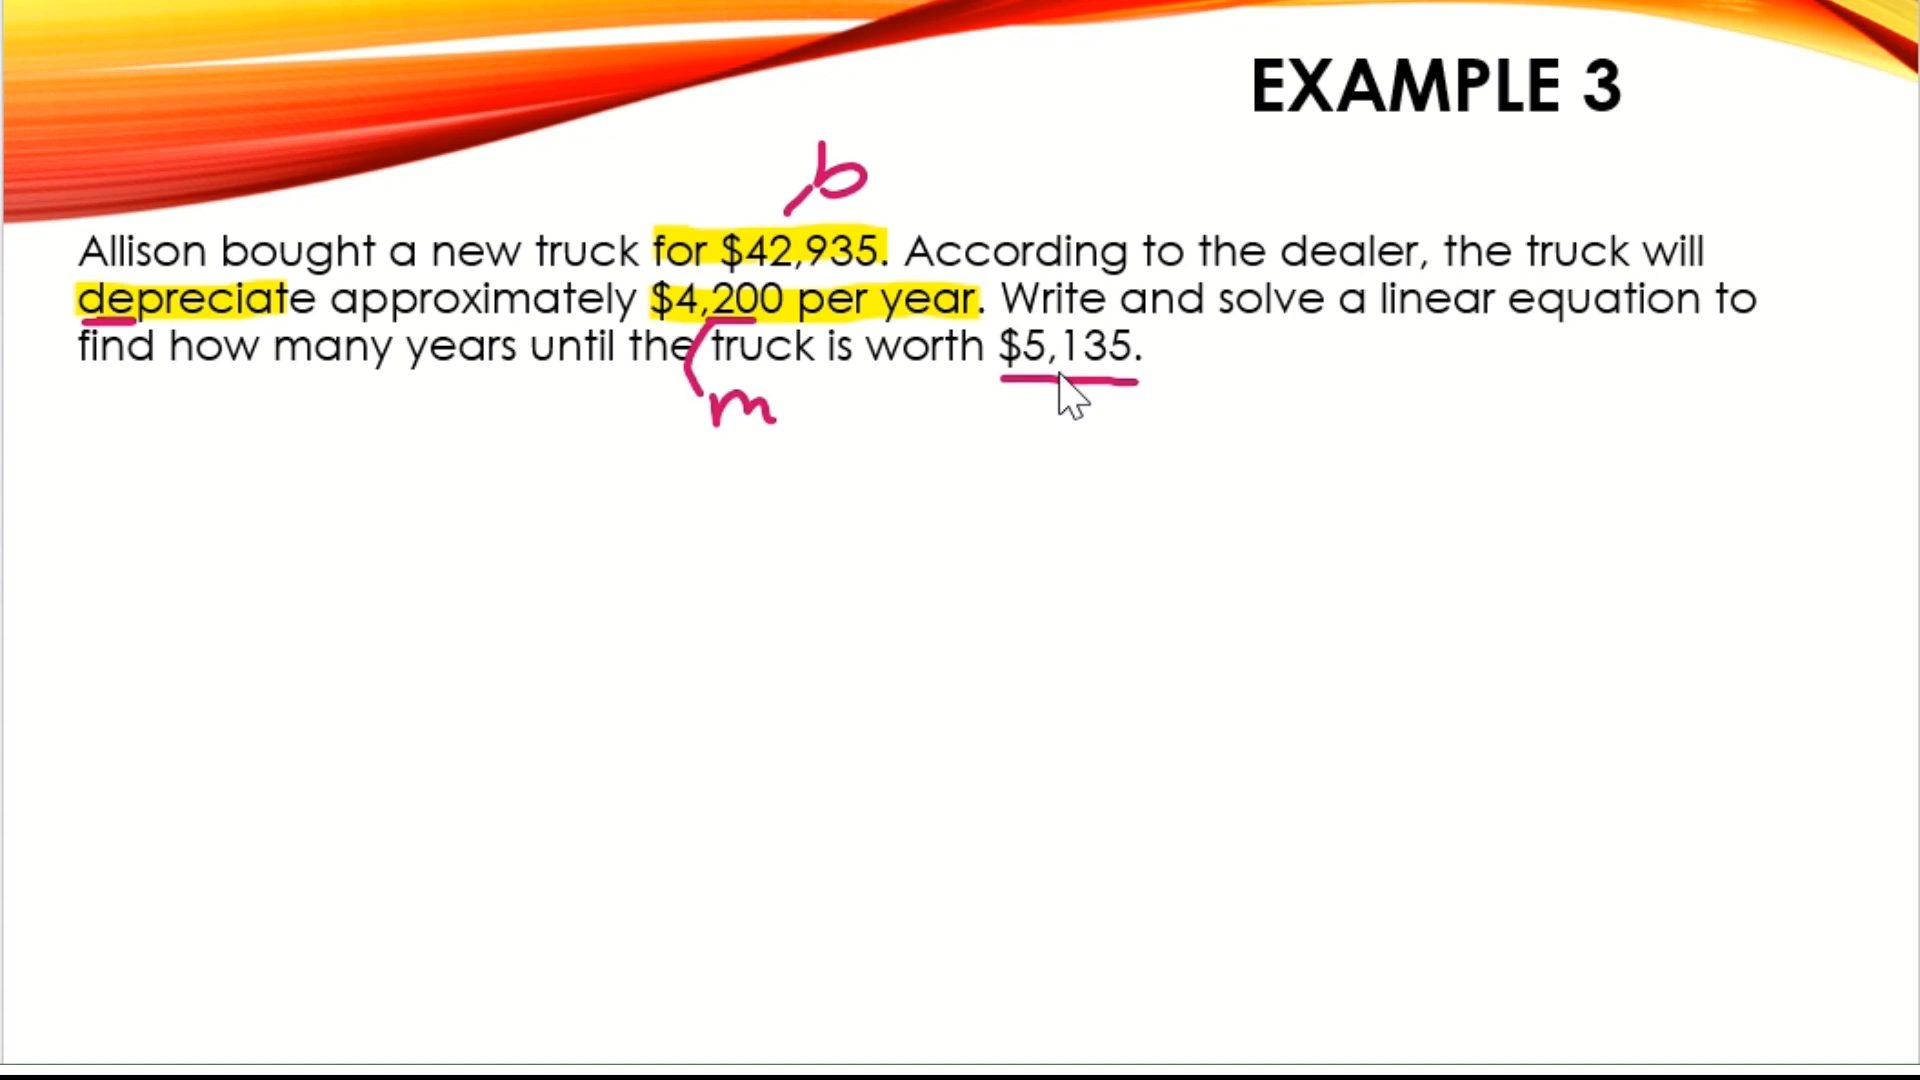 EXAMPLE 3
b
Allison bought a new truck for $42,935. According to the dealer, the truck will
depreciate approximately $4,200 per year. Write and solve a linear equation to
find how many years until the truck is worth $5,135.
m